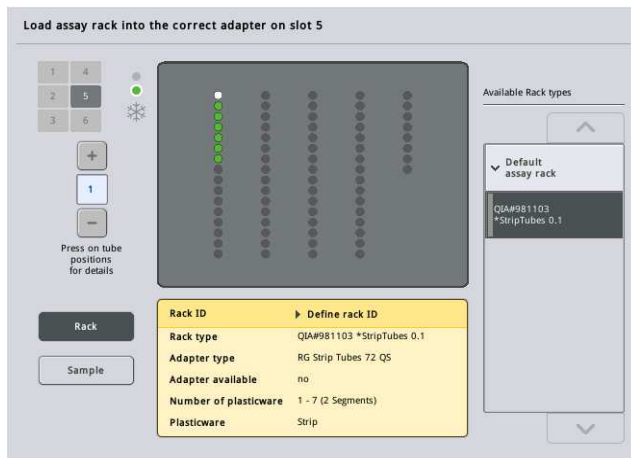 Load assay rack into the correct adapter on slot 5
1 4
2 5
3 6
+
1
−
Press on tube
positions
for details
Rack
Sample
Available Rack types
Default
assay rack
QIA#981103
*StripTubes 0.1
Rack ID Define rack ID
Rack type QIA#981103 *StripTubes 0.1
Adapter type RG Strip Tubes 72 QS
Adapter available no
Number of plasticware 1 - 7 (2 Segments)
Plasticware Strip